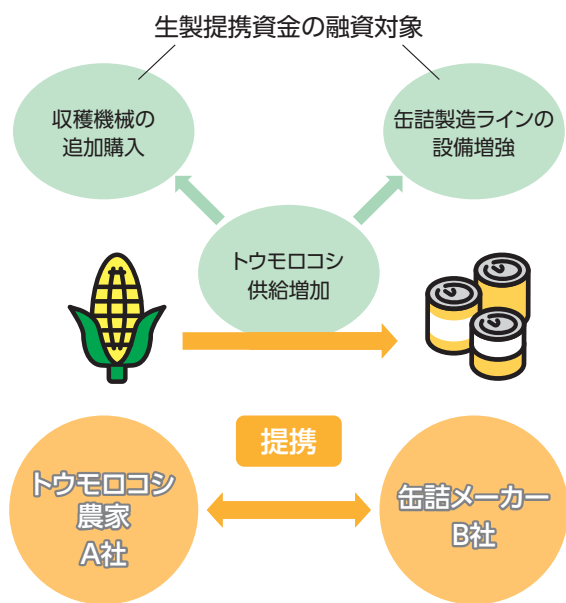 生製提携資金の融資対象
収穫機械の
追加購入
缶詰製造ラインの
設備増強
トウモロコシ
供給増加
提携
トウモロコシ
農家
A社
缶詰メーカー
B社